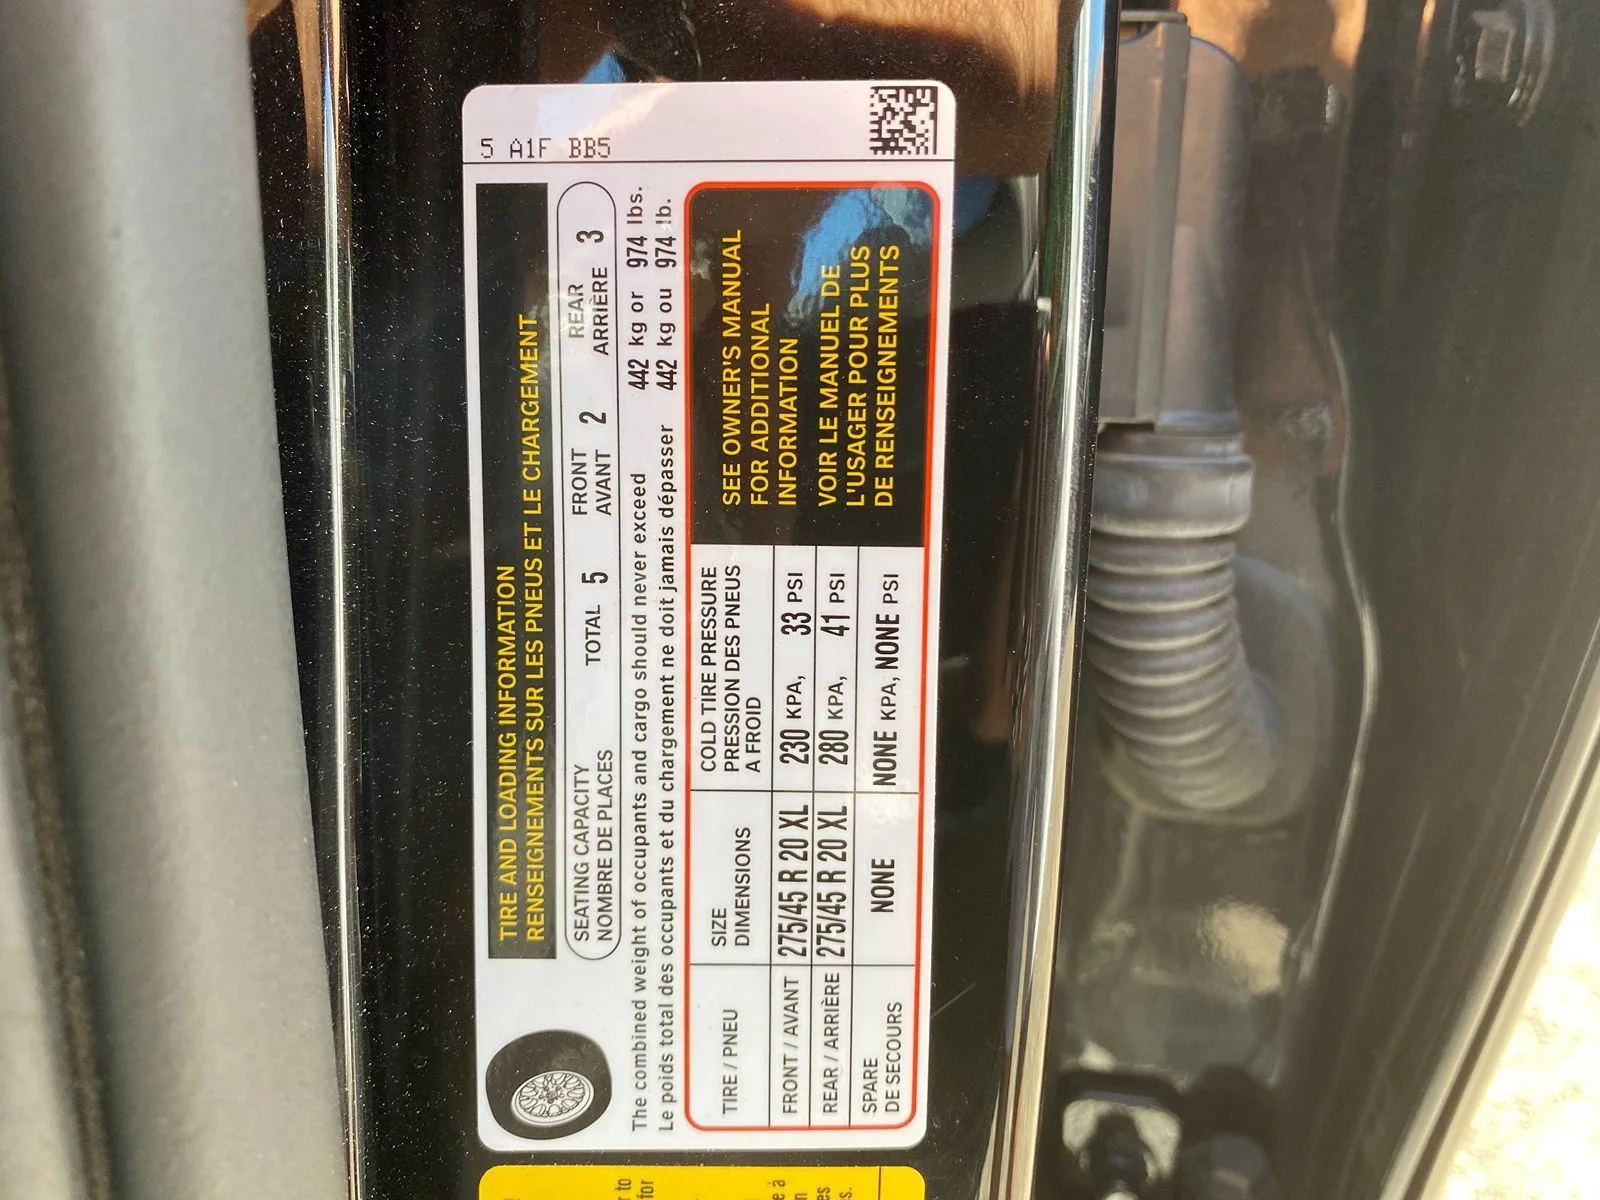 5 A1F BB5
TIRE AND LOADING INFORMATION
RENSEIGNEMENTS SUR LES PNEUS ET LE CHARGEMENT
SEATING CAPACITY
NOMBRE DE PLACES
TOTAL 5
FRONT
AVANT 2
REAR
ARRIÈRE 3
The combined weight of occupants and cargo should never exceed 442 kg or 974 lbs.
Le poids total des occupants et du chargement ne doit jamais dépasser 442 kg ou 974 lb.
TIRE / PNEU
SIZE
DIMENSIONS
COLD TIRE PRESSURE
PRESSION DES PNEUS
A FROID
FRONT / AVANT 275/45 R 20 XL 230 KPA, 33 PSI
REAR / ARRIÈRE 275/45 R 20 XL 280 KPA, 41 PSI
SPARE
DE SECOURS NONE NONE KPA, NONE PSI
SEE OWNER'S MANUAL
FOR ADDITIONAL
INFORMATION
VOIR LE MANUEL DE
L'USAGER POUR PLUS
DE RENSEIGNEMENTS
to
for